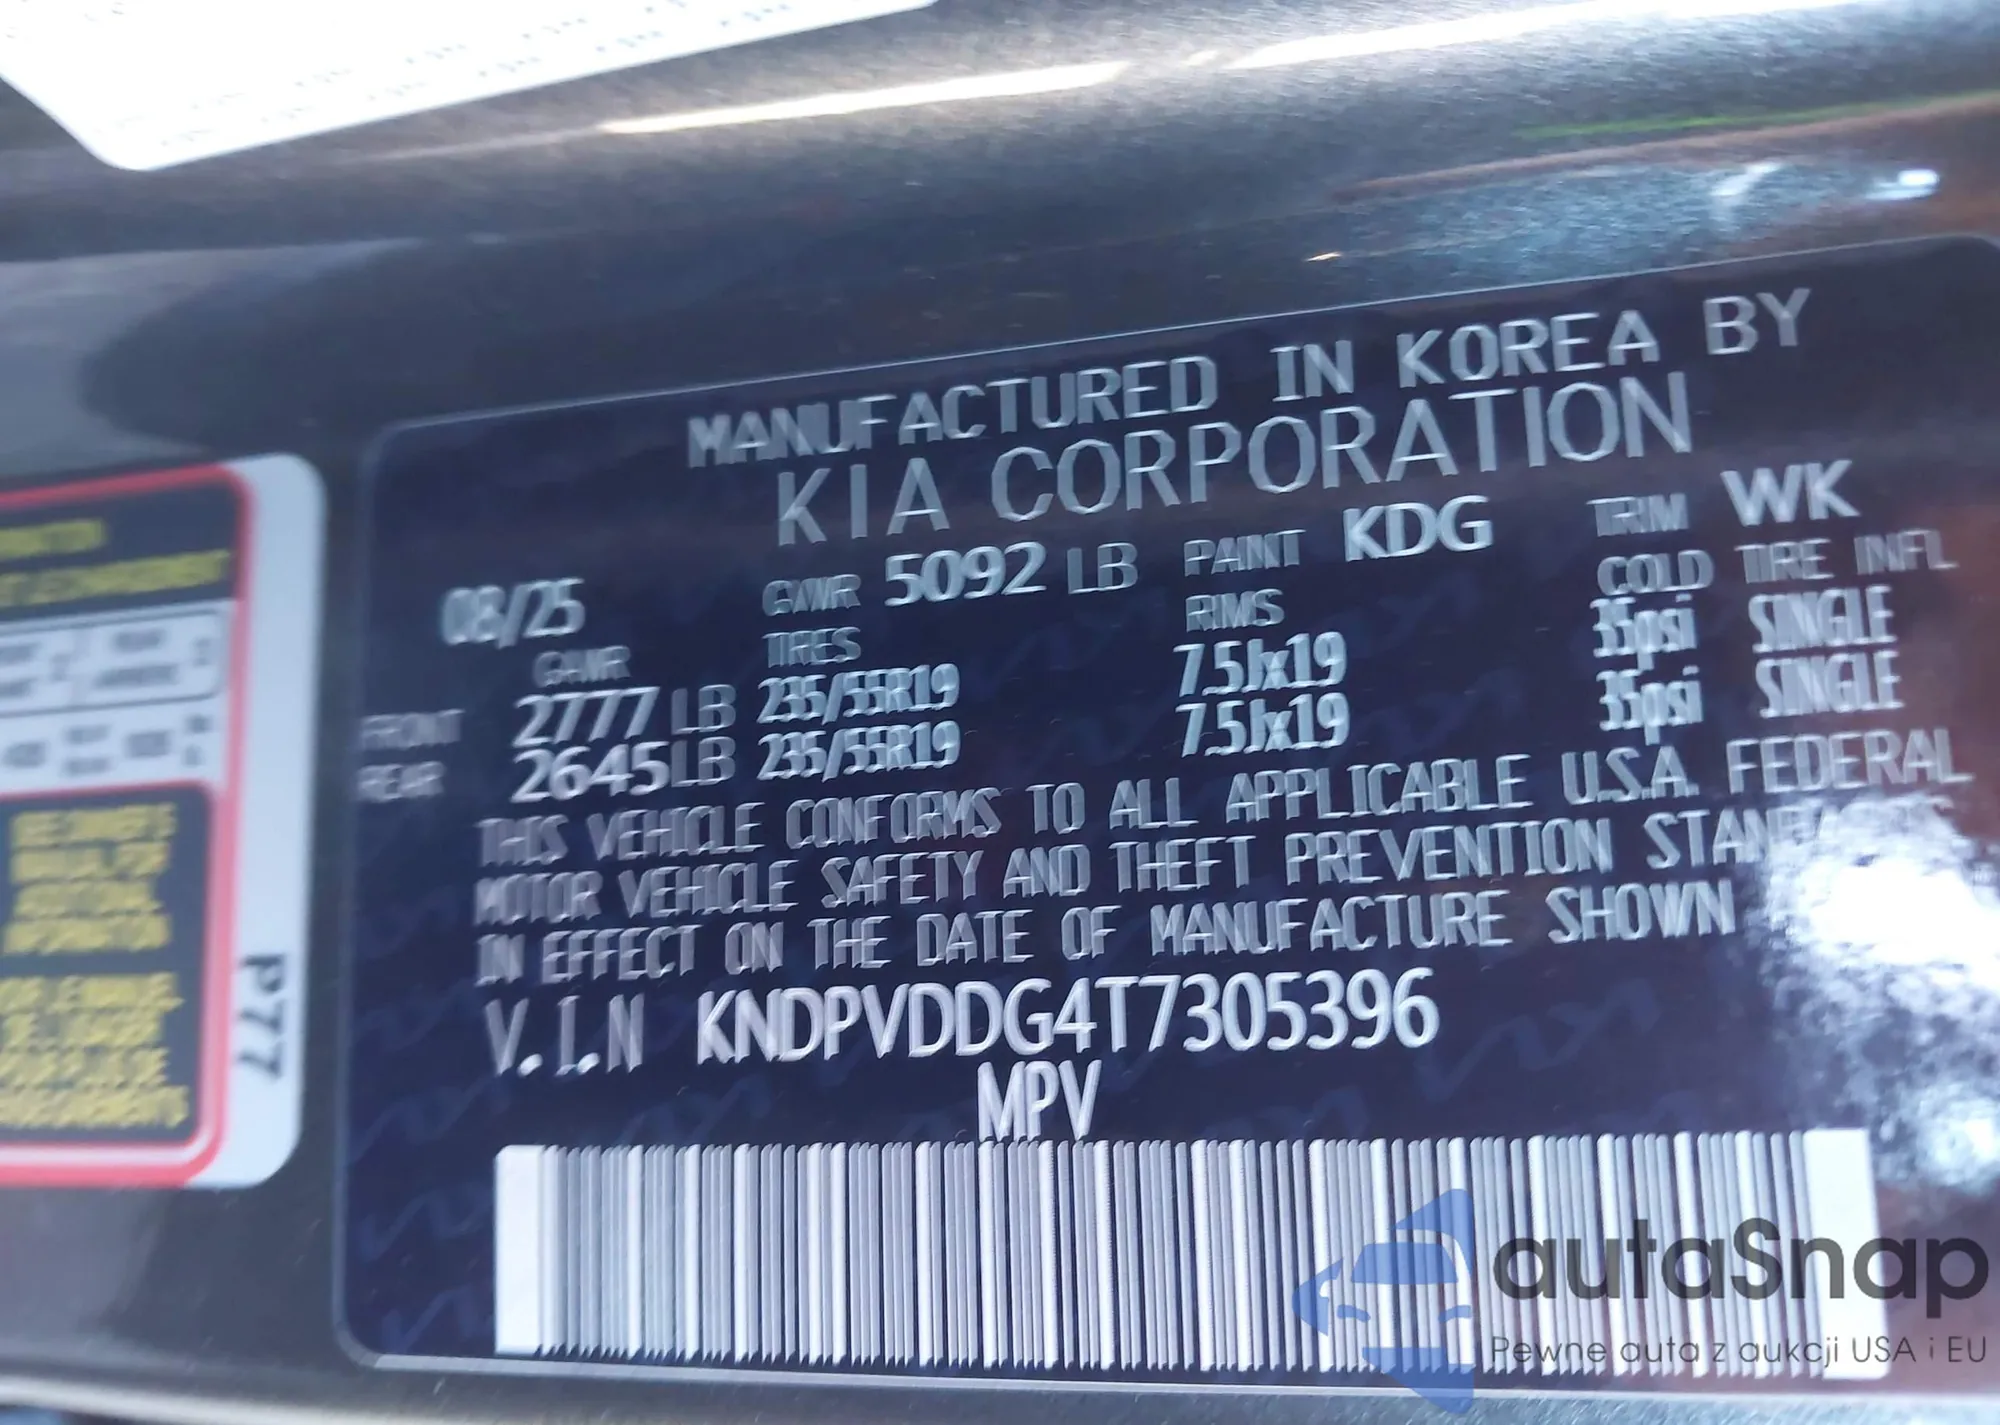 MANUFACTURED IN KOREA BY
KIA CORPORATION
08/25 GVWR 5092 LB PAINT KDG TRIM WK
GAWR TIRES RIMS COLD TIRE INFL
FRONT 2777 LB 235/55R19 7.5Jx19 35psi SINGLE
REAR 2645LB 235/55R19 7.5Jx19 35psi SINGLE
THIS VEHICLE CONFORMS TO ALL APPLICABLE U.S.A. FEDERAL
MOTOR VEHICLE SAFETY AND THEFT PREVENTION STANDARDS
IN EFFECT ON THE DATE OF MANUFACTURE SHOWN
V.I.N KNDPVDDG4T7305396
MPV
P77
autaSnap
Pewne auta z aukcji USA i EU